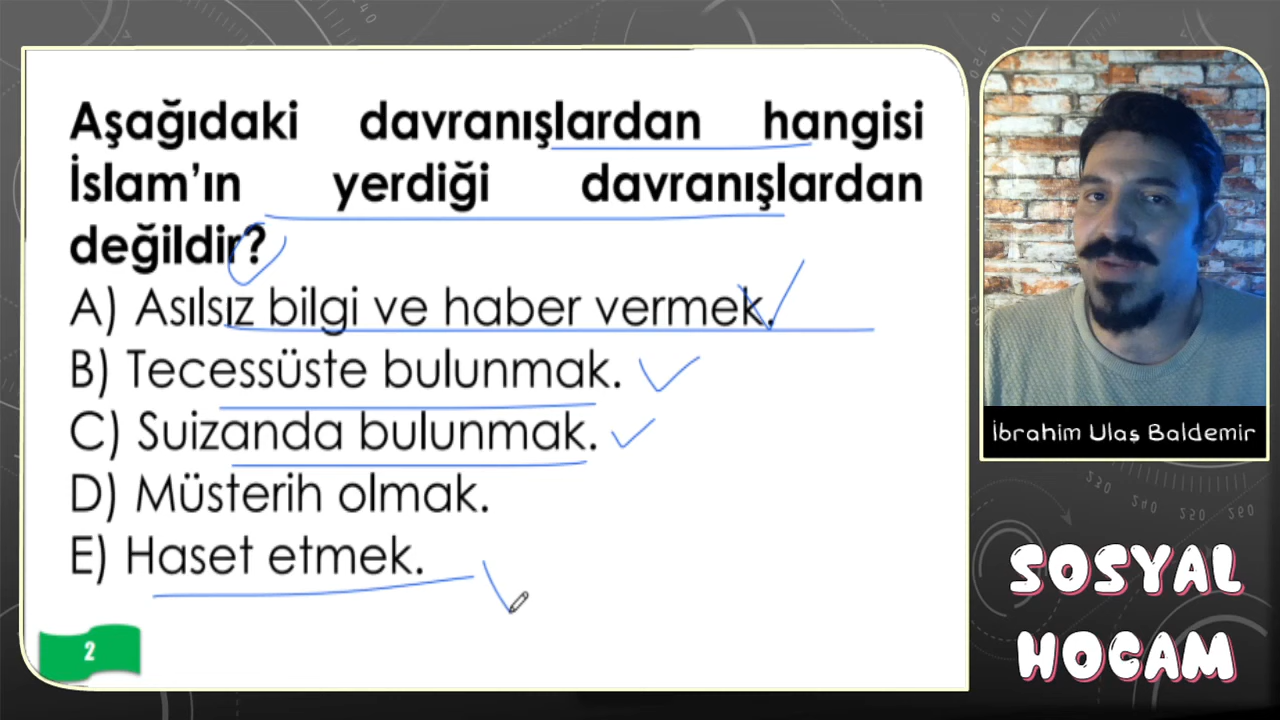 Aşağıdaki davranışlardan hangisi
İslam’ın yerdiği davranışlardan
değildir?
A) Asılsız bilgi ve haber vermek.
B) Tecessüste bulunmak.
C) Suizanda bulunmak.
D) Müsterih olmak.
E) Haset etmek.
2
İbrahim Ulaş Baldemir
SOSYAL
HOCAM